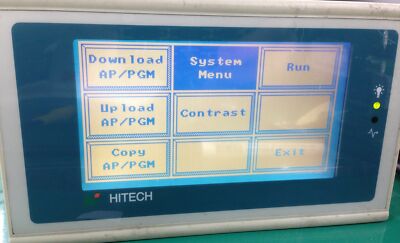 Download
AP/PGM
System
Menu
Run
Upload
AP/PGM
Contrast
Copy
AP/PGM
Exit
HITECH